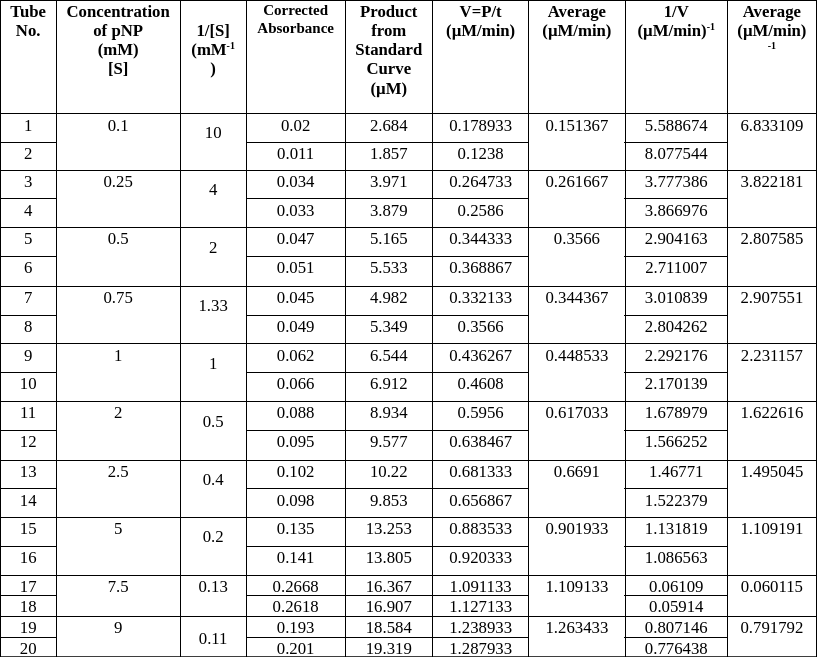 Tube No. | Concentration of pNP (mM) [S] | 1/[S] (mM-1) | Corrected Absorbance | Product from Standard Curve (µM) | V=P/t (µM/min) | Average (µM/min) | 1/V (µM/min)-1 | Average (µM/min)-1
1 | 0.1 | 10 | 0.02 | 2.684 | 0.178933 | 0.151367 | 5.588674 | 6.833109
2 | 0.011 | 1.857 | 0.1238 | 8.077544
3 | 0.25 | 4 | 0.034 | 3.971 | 0.264733 | 0.261667 | 3.777386 | 3.822181
4 | 0.033 | 3.879 | 0.2586 | 3.866976
5 | 0.5 | 2 | 0.047 | 5.165 | 0.344333 | 0.3566 | 2.904163 | 2.807585
6 | 0.051 | 5.533 | 0.368867 | 2.711007
7 | 0.75 | 1.33 | 0.045 | 4.982 | 0.332133 | 0.344367 | 3.010839 | 2.907551
8 | 0.049 | 5.349 | 0.3566 | 2.804262
9 | 1 | 1 | 0.062 | 6.544 | 0.436267 | 0.448533 | 2.292176 | 2.231157
10 | 0.066 | 6.912 | 0.4608 | 2.170139
11 | 2 | 0.5 | 0.088 | 8.934 | 0.5956 | 0.617033 | 1.678979 | 1.622616
12 | 0.095 | 9.577 | 0.638467 | 1.566252
13 | 2.5 | 0.4 | 0.102 | 10.22 | 0.681333 | 0.6691 | 1.46771 | 1.495045
14 | 0.098 | 9.853 | 0.656867 | 1.522379
15 | 5 | 0.2 | 0.135 | 13.253 | 0.883533 | 0.901933 | 1.131819 | 1.109191
16 | 0.141 | 13.805 | 0.920333 | 1.086563
17 | 7.5 | 0.13 | 0.2668 | 16.367 | 1.091133 | 1.109133 | 0.06109 | 0.060115
18 | 0.2618 | 16.907 | 1.127133 | 0.05914
19 | 9 | 0.11 | 0.193 | 18.584 | 1.238933 | 1.263433 | 0.807146 | 0.791792
20 | 0.201 | 19.319 | 1.287933 | 0.776438